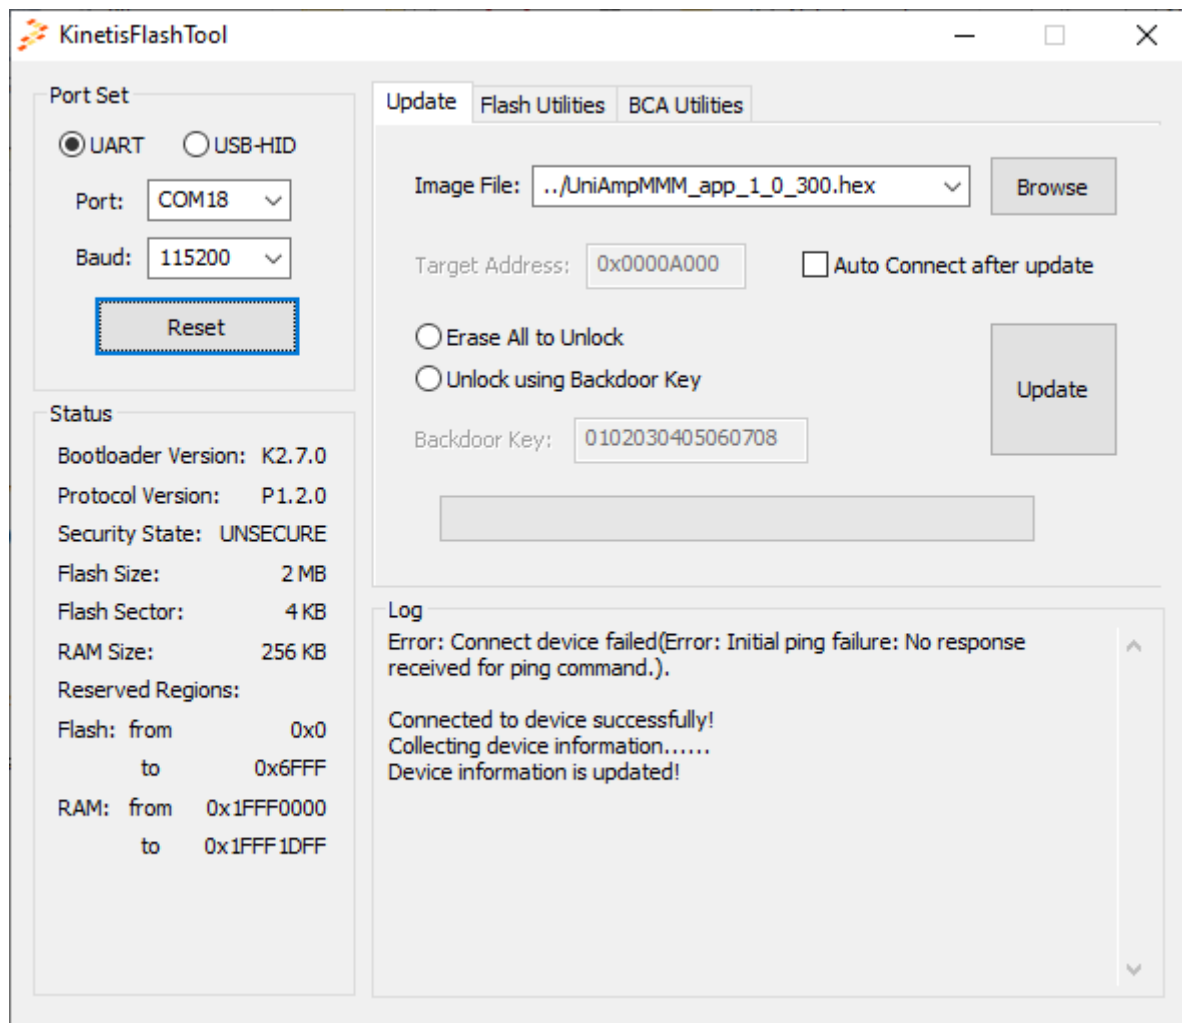 KinetisFlashTool
Port Set
UART USB-HID
Port: COM18
Baud: 115200
Reset
Status
Bootloader Version: K2.7.0
Protocol Version: P1.2.0
Security State: UNSECURE
Flash Size: 2 MB
Flash Sector: 4 KB
RAM Size: 256 KB
Reserved Regions:
Flash: from 0x0
to 0x6FFF
RAM: from 0x1FFF0000
to 0x1FFF1DFF
Update Flash Utilities BCA Utilities
Image File: ../UniAmpMMM_app_1_0_300.hex Browse
Target Address: 0x0000A000 Auto Connect after update
Erase All to Unlock
Unlock using Backdoor Key
Update
Backdoor Key: 0102030405060708
Log
Error: Connect device failed(Error: Initial ping failure: No response
received for ping command.).
Connected to device successfully!
Collecting device information......
Device information is updated!